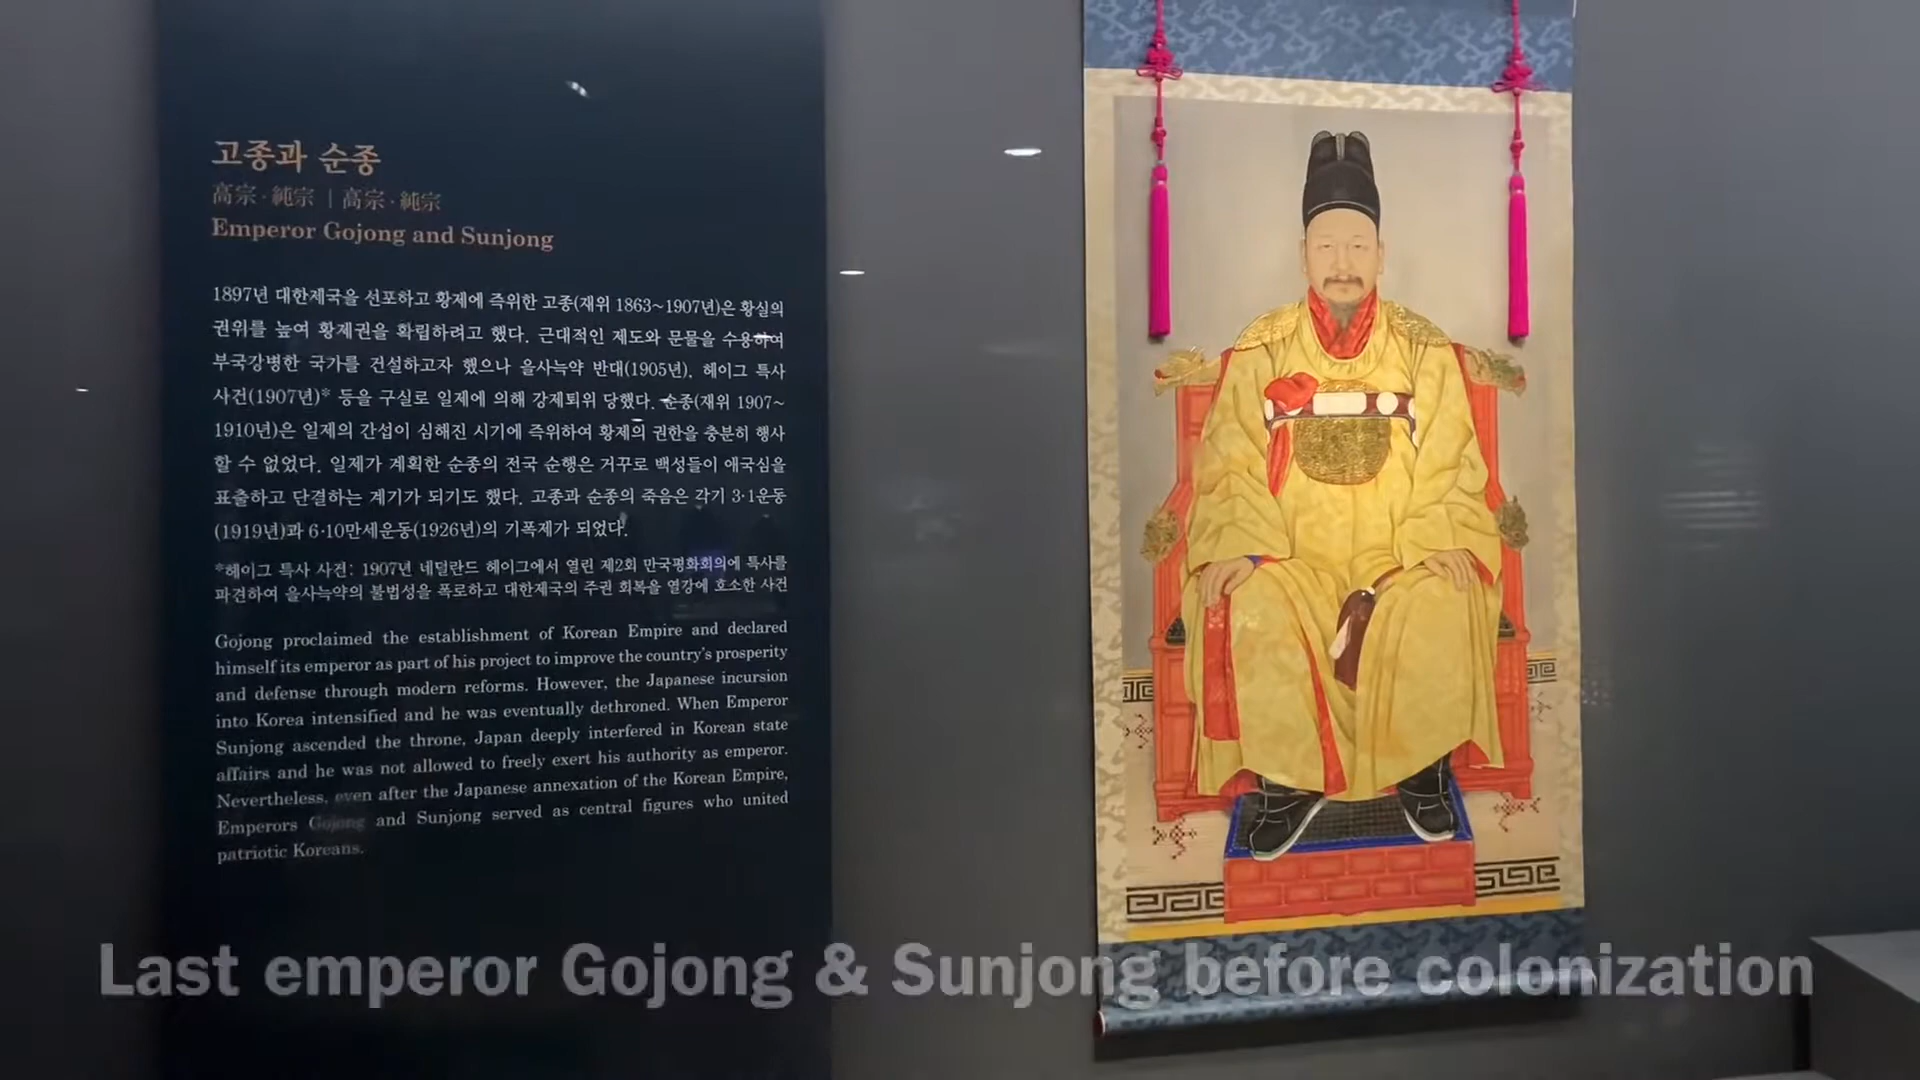 고종과 순종
高宗·純宗 | 高宗·純宗
Emperor Gojong and Sunjong
1897년 대한제국을 선포하고 황제에 즉위한 고종(재위 1863~1907년)은 황실의
권위를 높여 황제권을 확립하려고 했다. 근대적인 제도와 문물을 수용하여
부국강병한 국가를 건설하고자 했으나 을사늑약 반대(1905년), 헤이그 특사
사건(1907년)* 등을 구실로 일제에 의해 강제퇴위 당했다. 순종(재위 1907~
1910년)은 일제의 간섭이 심해진 시기에 즉위하여 황제의 권한을 충분히 행사
할 수 없었다. 일제가 계획한 순종의 전국 순행은 거꾸로 백성들이 애국심을
표출하고 단결하는 계기가 되기도 했다. 고종과 순종의 죽음은 각기 3·1운동
(1919년)과 6·10만세운동(1926년)의 기폭제가 되었다.
*헤이그 특사 사건: 1907년 네덜란드 헤이그에서 열린 제2회 만국평화회의에 특사를
파견하여 을사늑약의 불법성을 폭로하고 대한제국의 주권 회복을 열강에 호소한 사건
Gojong proclaimed the establishment of Korean Empire and declared
himself its emperor as part of his project to improve the country's prosperity
and defense through modern reforms. However, the Japanese incursion
into Korea intensified and he was eventually dethroned. When Emperor
Sunjong ascended the throne, Japan deeply interfered in Korean state
affairs and he was not allowed to freely exert his authority as emperor.
Nevertheless, even after the Japanese annexation of the Korean Empire,
Emperors Gojong and Sunjong served as central figures who united
patriotic Koreans.
Last emperor Gojong & Sunjong before colonization